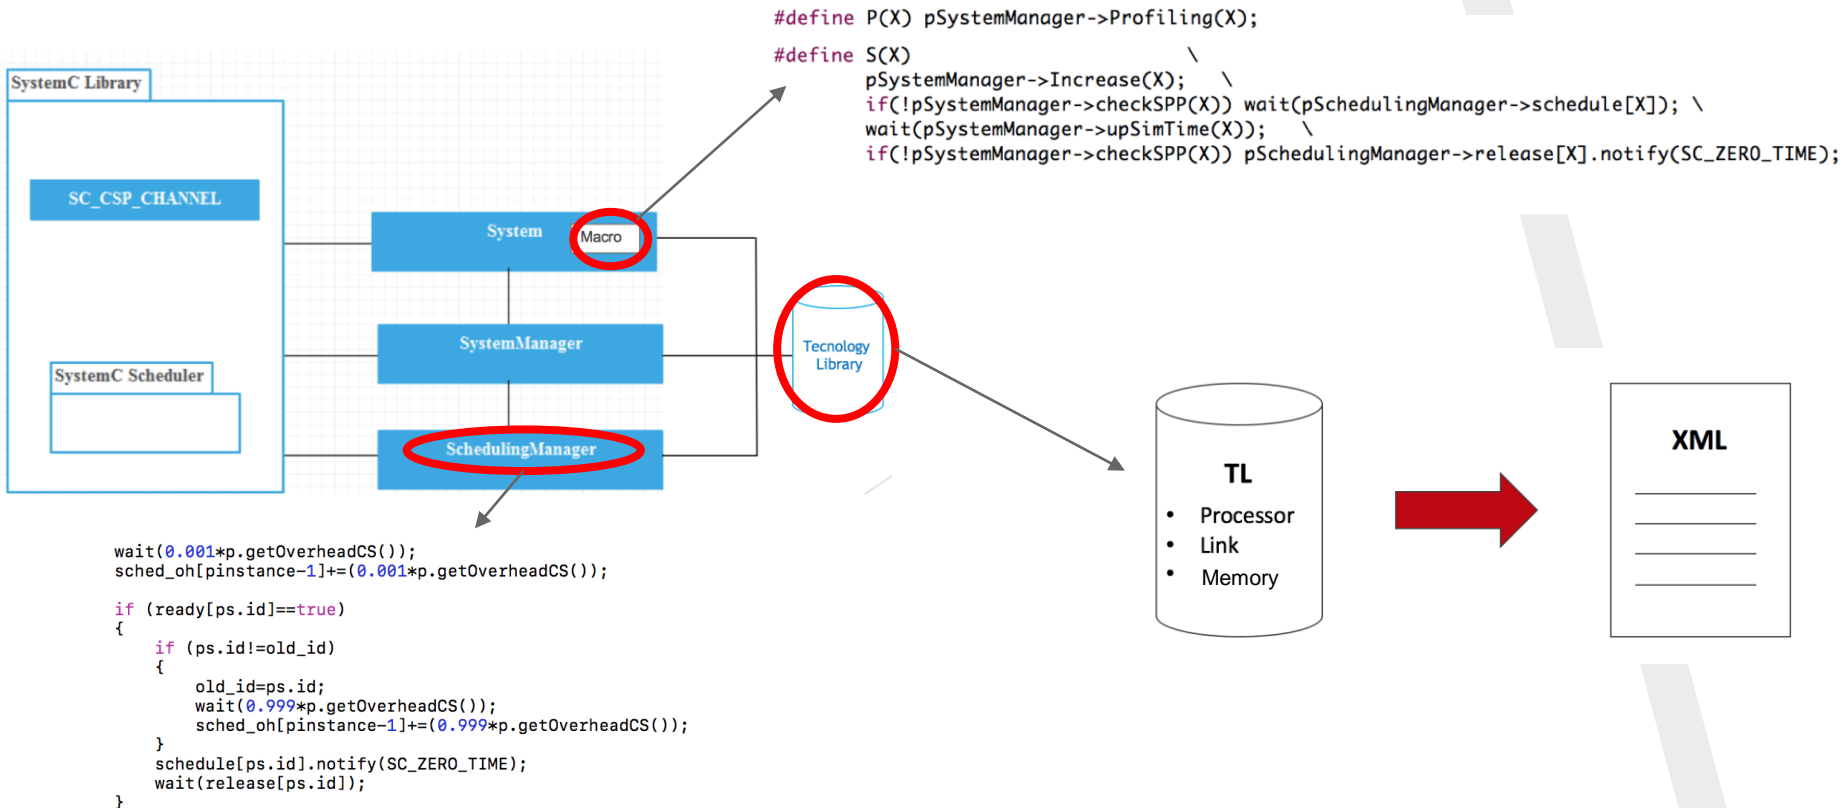 #define P(X) pSystemManager->Profiling(X);
#define S(X) \
pSystemManager->Increase(X); \
if(!pSystemManager->checkSPP(X)) wait(pSchedulingManager->schedule[X]); \
wait(pSystemManager->upSimTime(X)); \
if(!pSystemManager->checkSPP(X)) pSchedulingManager->release[X].notify(SC_ZERO_TIME);
SystemC Library
SC_CSP_CHANNEL
SystemC Scheduler
System
Macro
SystemManager
SchedulingManager
Tecnology
Library
TL
• Processor
• Link
• Memory
XML
wait(0.001*p.getOverheadCS());
sched_oh[pinstance-1]+=(0.001*p.getOverheadCS());
if (ready[ps.id]==true)
{
if (ps.id!=old_id)
{
old_id=ps.id;
wait(0.999*p.getOverheadCS());
sched_oh[pinstance-1]+=(0.999*p.getOverheadCS());
}
schedule[ps.id].notify(SC_ZERO_TIME);
wait(release[ps.id]);
}